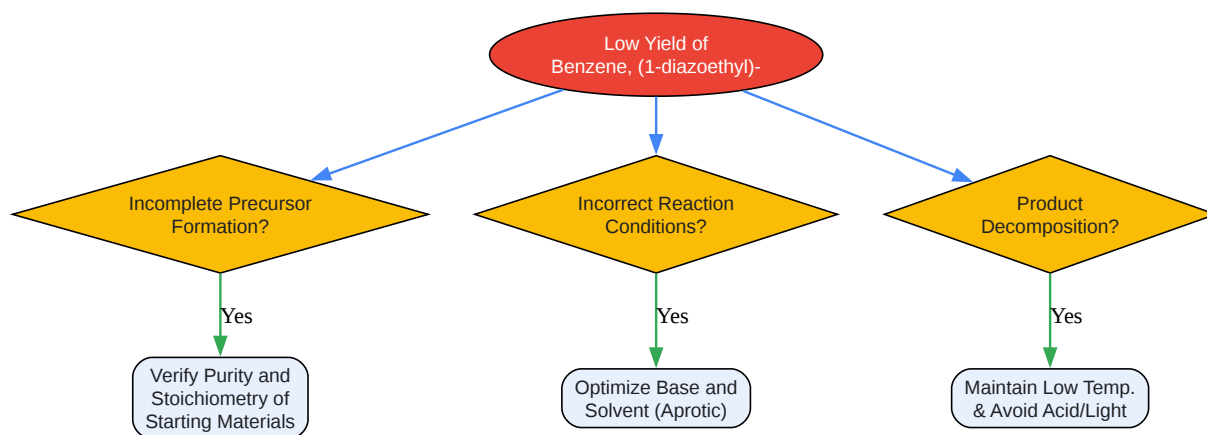 Low Yield of
Benzene, (1-diazoethyl)-
Incomplete Precursor
Formation?
Incorrect Reaction
Conditions?
Product
Decomposition?
Yes
Yes
Yes
Verify Purity and
Stoichiometry of
Starting Materials
Optimize Base and
Solvent (Aprotic)
Maintain Low Temp.
& Avoid Acid/Light